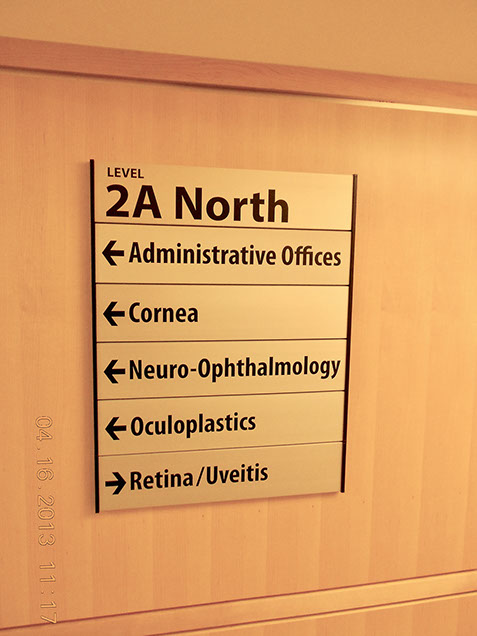 LEVEL
2A North
← Administrative Offices
← Cornea
← Neuro-Ophthalmology
← Oculoplastics
→ Retina/Uveitis
04.16.2013 11:17